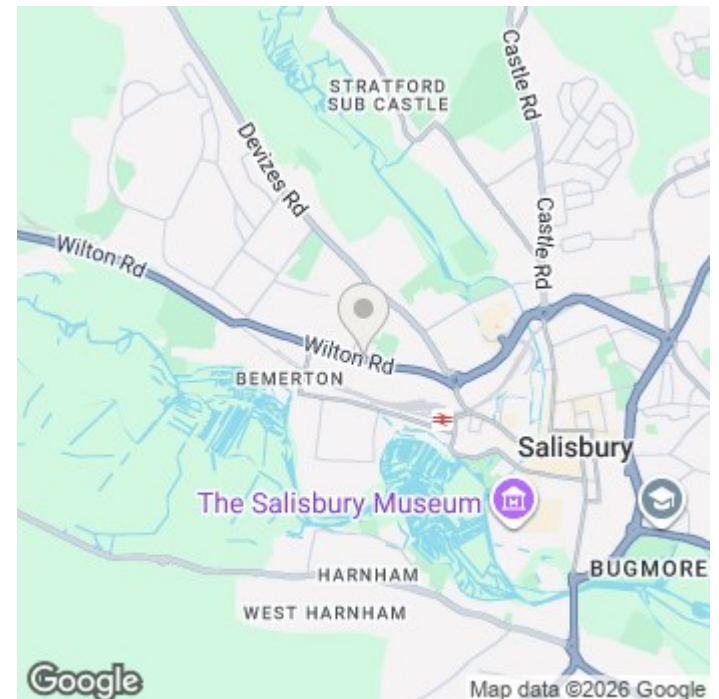 STRATFORD
SUB CASTLE
Castle Rd
Devizes Rd
Castle Rd
Wilton Rd
Wilton Rd
BEMERTON
Salisbury
The Salisbury Museum
BUGMORE
HARNHAM
WEST HARNHAM
Google
Map data ©2026 Google